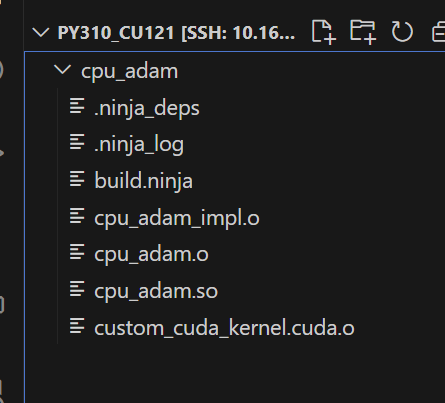 PY310_CU121 [SSH: 10.16...
cpu_adam
.ninja_deps
.ninja_log
build.ninja
cpu_adam_impl.o
cpu_adam.o
cpu_adam.so
custom_cuda_kernel.cuda.o